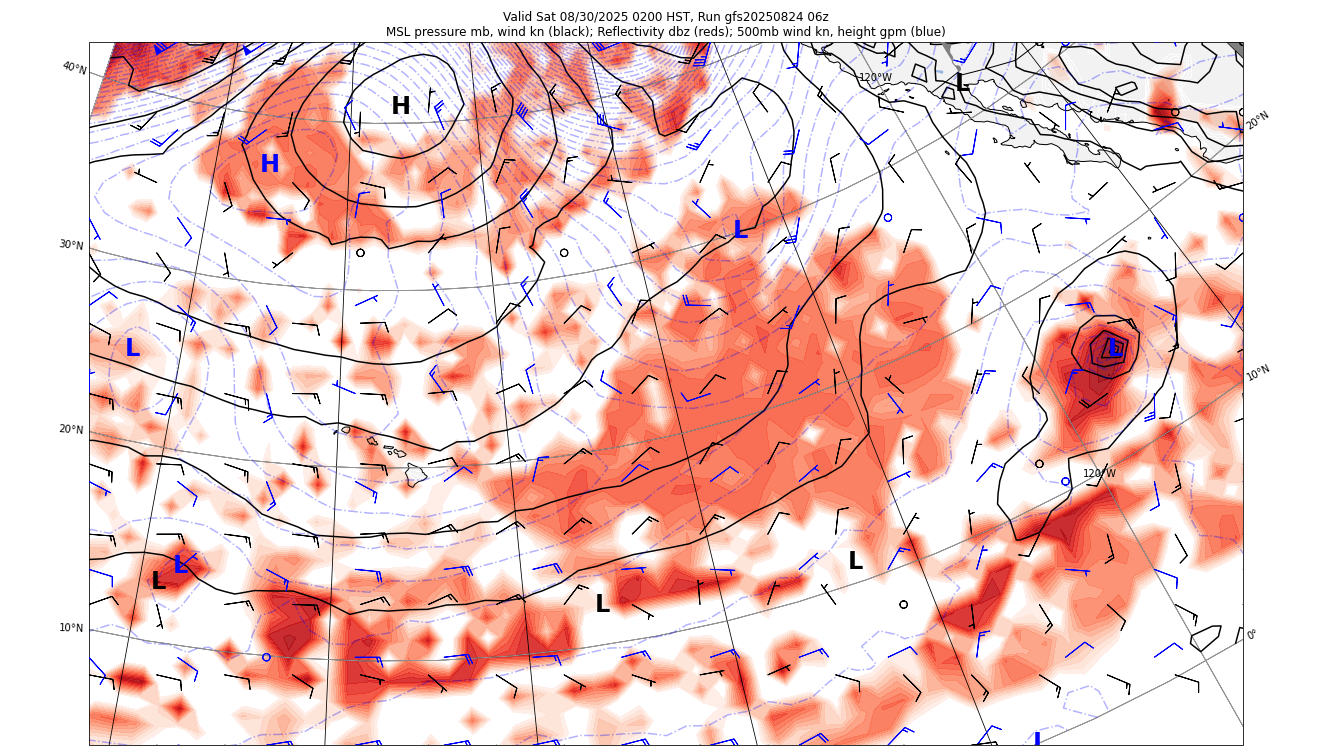 Valid Sat 08/30/2025 0200 HST, Run gfs20250824 06z
MSL pressure mb, wind kn (black); Reflectivity dbz (reds); 500mb wind kn, height gpm (blue)
40°N
120°W
L
H
20°N
H
L
30°N
L
L
10°N
20°N
120°W
L
L
L
L
10°N
0°
L